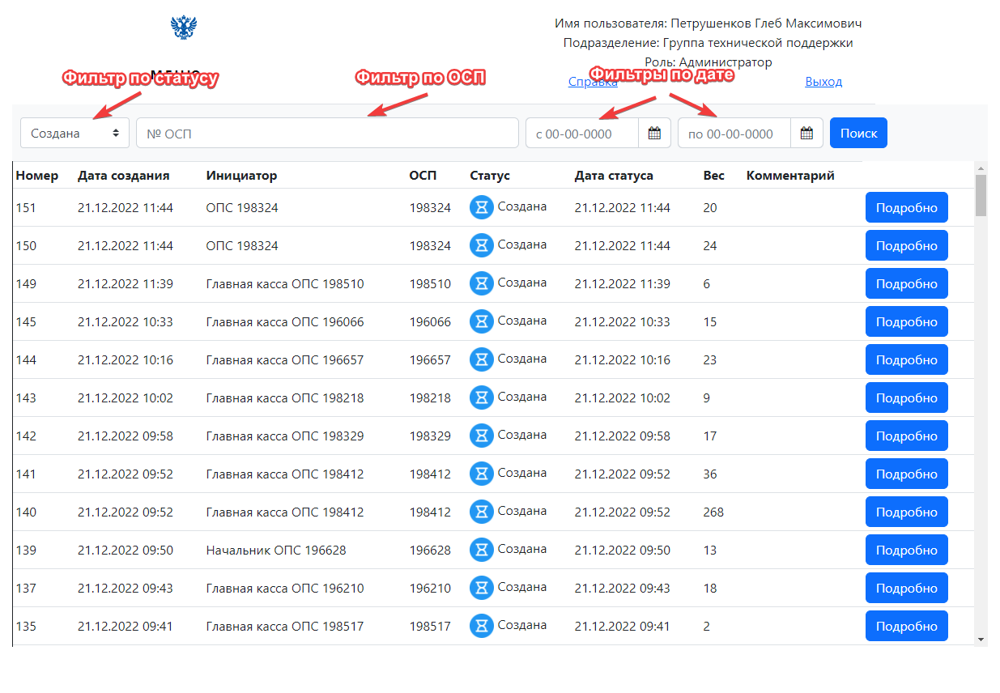 Имя пользователя: Петрушенков Глеб Максимович
Подразделение: Группа технической поддержки
Роль: Администратор
Фильтр по статусу
Фильтр по ОСП
Фильтры по дате
Справка Выход
Создана № ОСП с 00-00-0000 по 00-00-0000 Поиск
Номер Дата создания Инициатор ОСП Статус Дата статуса Вес Комментарий
151 21.12.2022 11:44 ОПС 198324 198324 Создана 21.12.2022 11:44 20 Подробно
150 21.12.2022 11:44 ОПС 198324 198324 Создана 21.12.2022 11:44 24 Подробно
149 21.12.2022 11:39 Главная касса ОПС 198510 198510 Создана 21.12.2022 11:39 6 Подробно
145 21.12.2022 10:33 Главная касса ОПС 196066 196066 Создана 21.12.2022 10:33 15 Подробно
144 21.12.2022 10:16 Главная касса ОПС 196657 196657 Создана 21.12.2022 10:16 23 Подробно
143 21.12.2022 10:02 Главная касса ОПС 198218 198218 Создана 21.12.2022 10:02 9 Подробно
142 21.12.2022 09:58 Главная касса ОПС 198329 198329 Создана 21.12.2022 09:58 17 Подробно
141 21.12.2022 09:52 Главная касса ОПС 198412 198412 Создана 21.12.2022 09:52 36 Подробно
140 21.12.2022 09:52 Главная касса ОПС 198412 198412 Создана 21.12.2022 09:52 268 Подробно
139 21.12.2022 09:50 Начальник ОПС 196628 196628 Создана 21.12.2022 09:50 13 Подробно
137 21.12.2022 09:43 Главная касса ОПС 196210 196210 Создана 21.12.2022 09:43 18 Подробно
135 21.12.2022 09:41 Главная касса ОПС 198517 198517 Создана 21.12.2022 09:41 2 Подробно